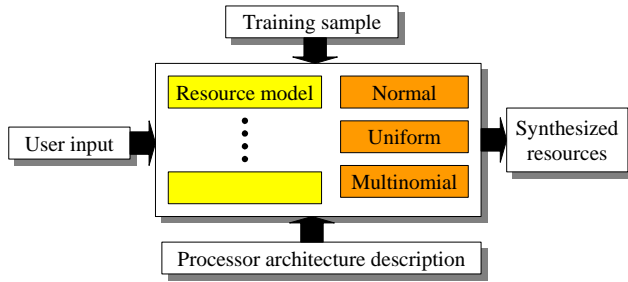 Training sample
Resource model
Normal
User input
Uniform
Synthesized
resources
Multinomial
Processor architecture description